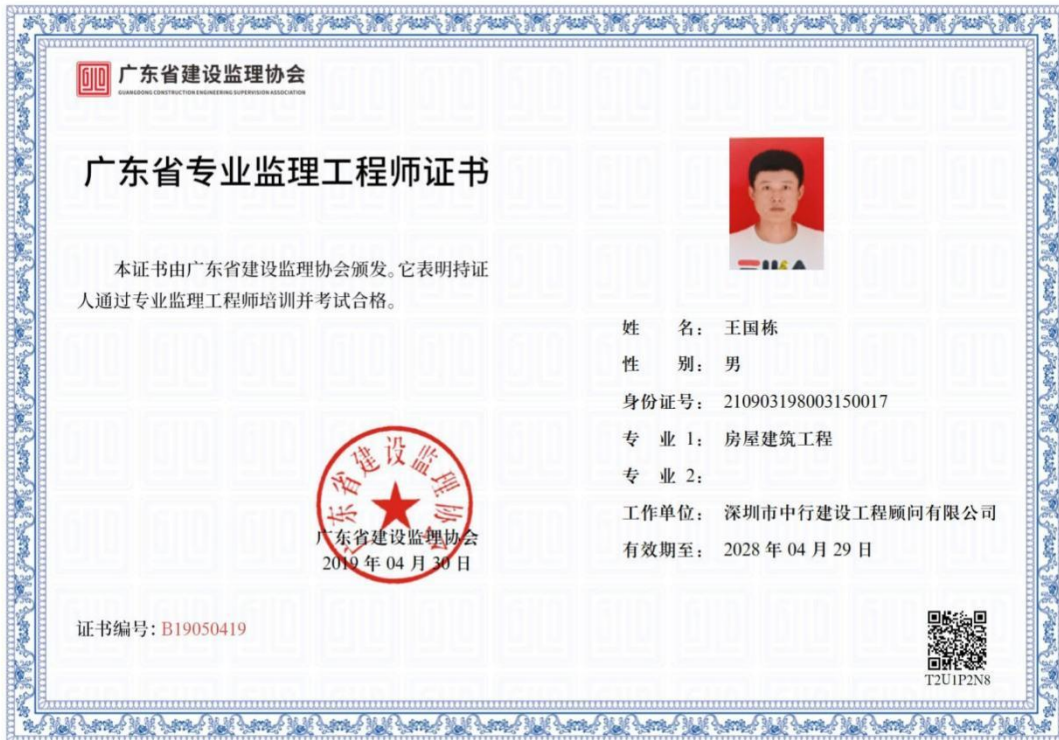 广东省建设监理协会
GUANGDONG CONSTRUCTION ENGINEERING SUPERVISION ASSOCIATION
广东省专业监理工程师证书
本证书由广东省建设监理协会颁发。它表明持证
人通过专业监理工程师培训并考试合格。
姓 名： 王国栋
性 别： 男
身份证号： 210903198003150017
专 业 1： 房屋建筑工程
专 业 2：
工作单位： 深圳市中行建设工程顾问有限公司
有效期至： 2028 年 04 月 29 日
广东省建设监理协会
广东省建设监理协会
2019 年 04 月 30 日
证书编号：B19050419
T2U1P2N8